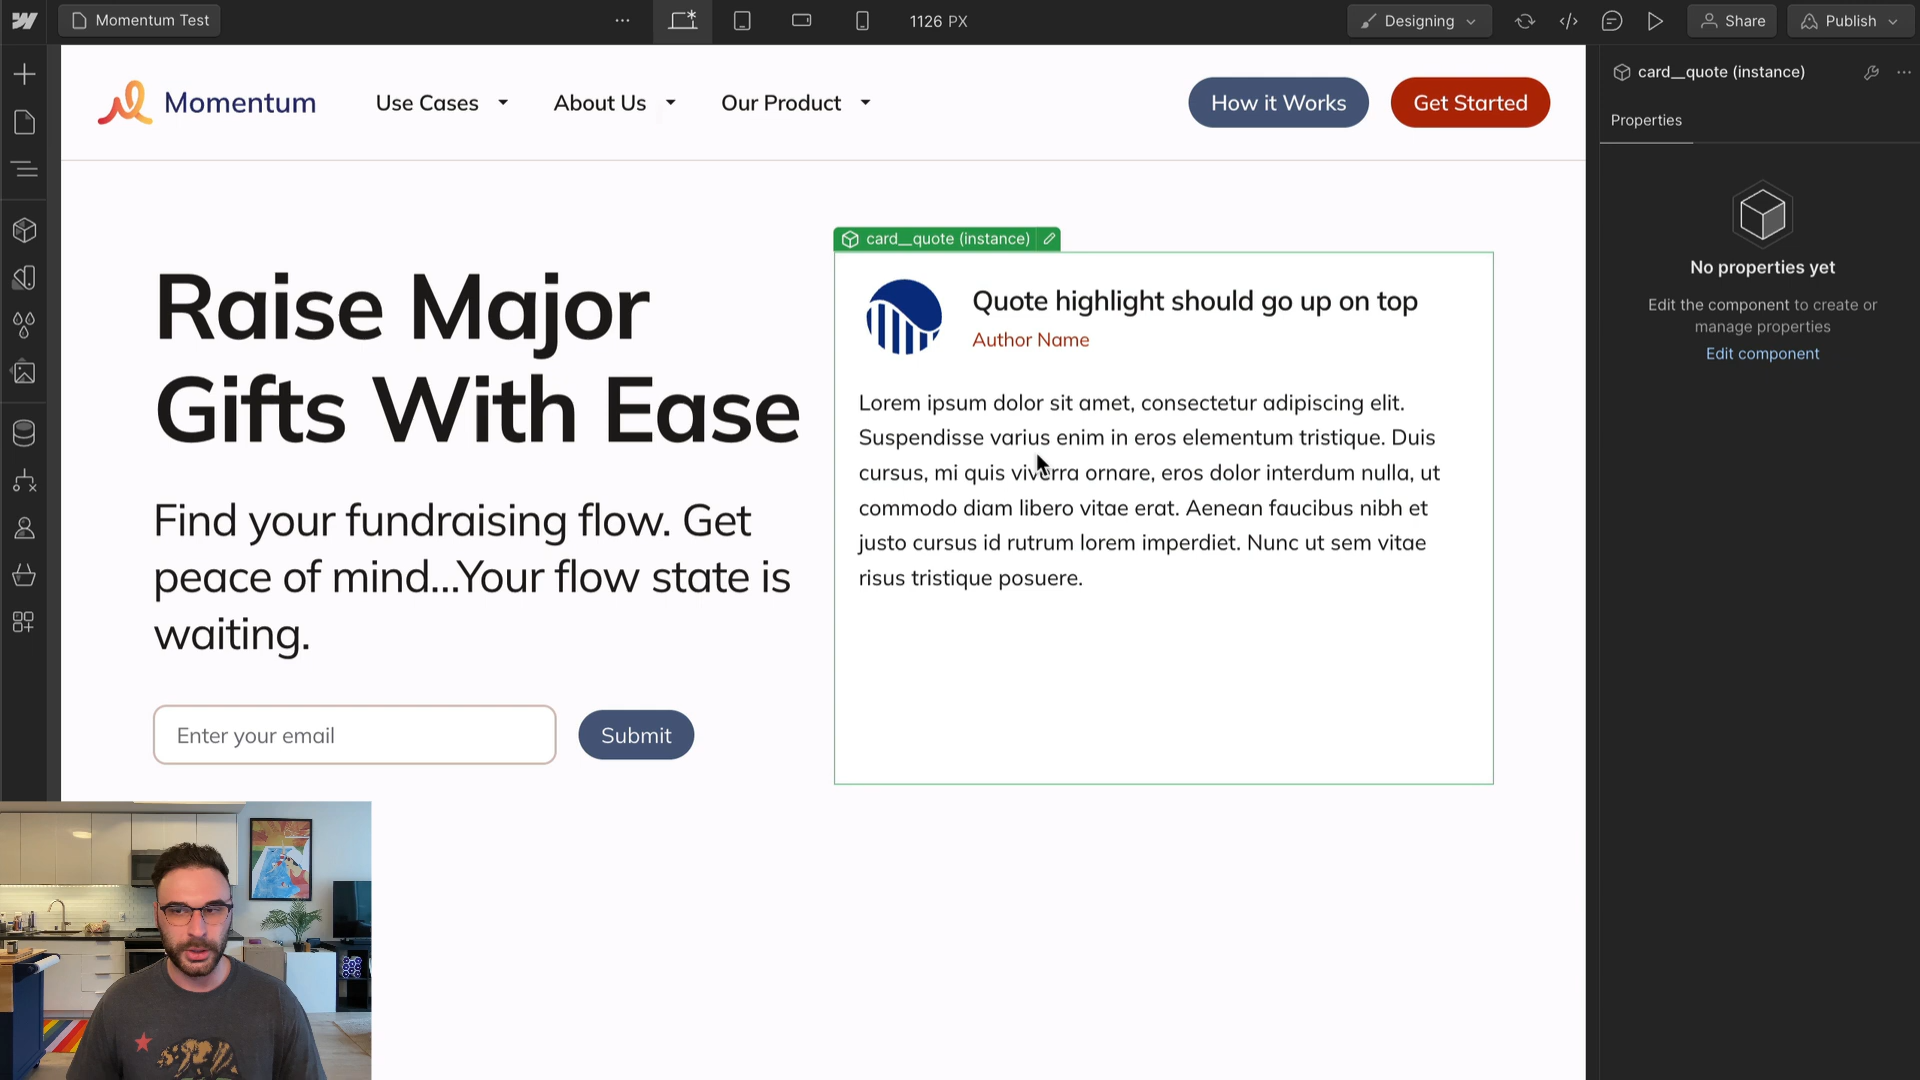 Momentum Test
1126 PX
Designing
Share
Publish
Momentum
Use Cases
About Us
Our Product
How it Works
Get Started
card__quote (instance)
Properties
No properties yet
Edit the component to create or
manage properties
Edit component
Raise Major
Gifts With Ease
Find your fundraising flow. Get
peace of mind...Your flow state is
waiting.
Enter your email
Submit
card__quote (instance)
Quote highlight should go up on top
Author Name
Lorem ipsum dolor sit amet, consectetur adipiscing elit.
Suspendisse varius enim in eros elementum tristique. Duis
cursus, mi quis viverra ornare, eros dolor interdum nulla, ut
commodo diam libero vitae erat. Aenean faucibus nibh et
justo cursus id rutrum lorem imperdiet. Nunc ut sem vitae
risus tristique posuere.